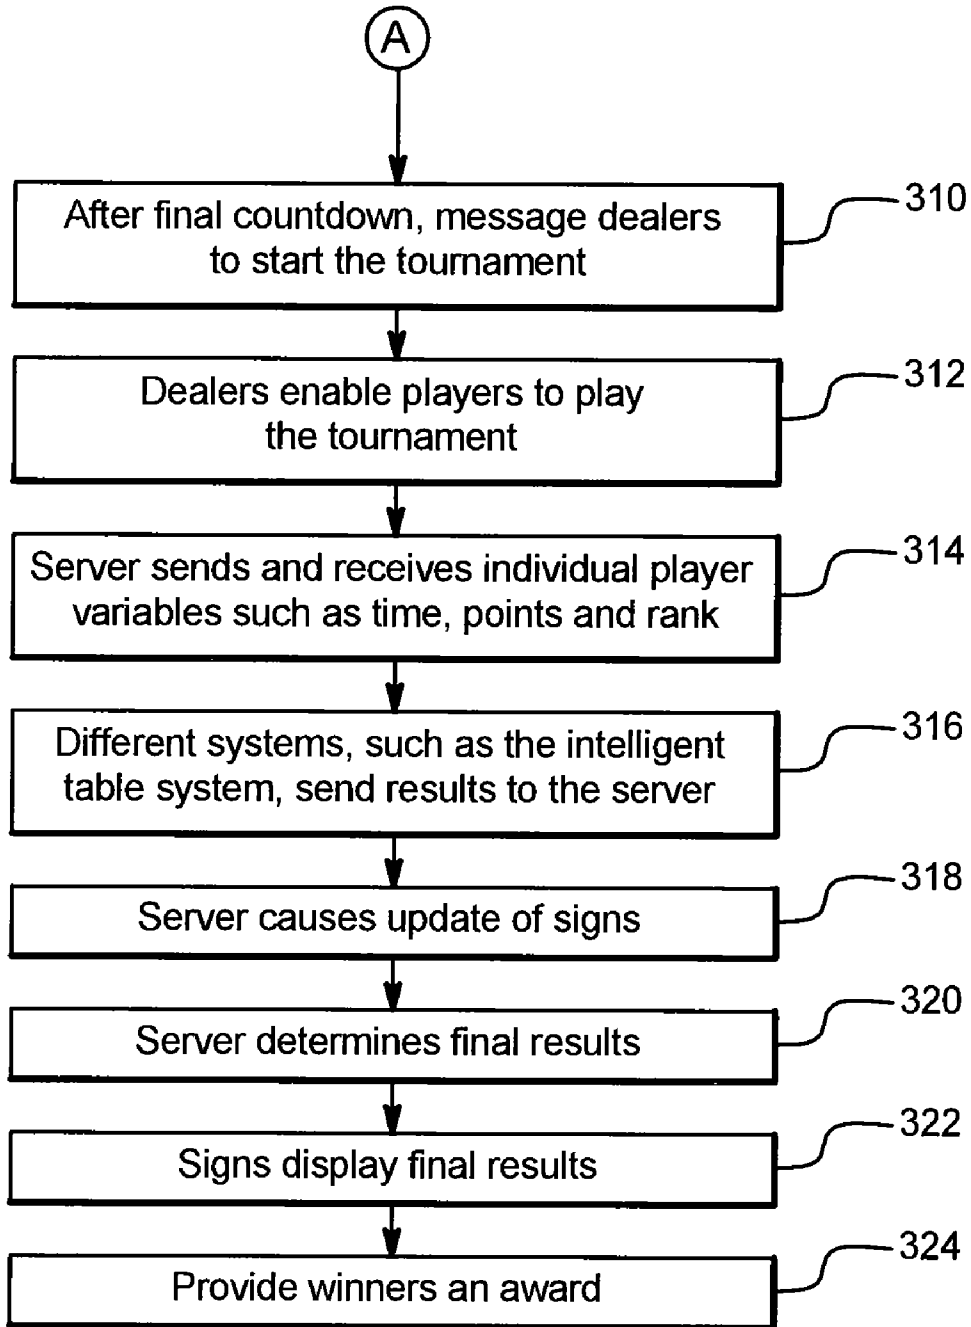 A
After final countdown, message dealers
to start the tournament
310
Dealers enable players to play
the tournament
312
Server sends and receives individual player
variables such as time, points and rank
314
Different systems, such as the intelligent
table system, send results to the server
316
Server causes update of signs
318
Server determines final results
320
Signs display final results
322
Provide winners an award
324